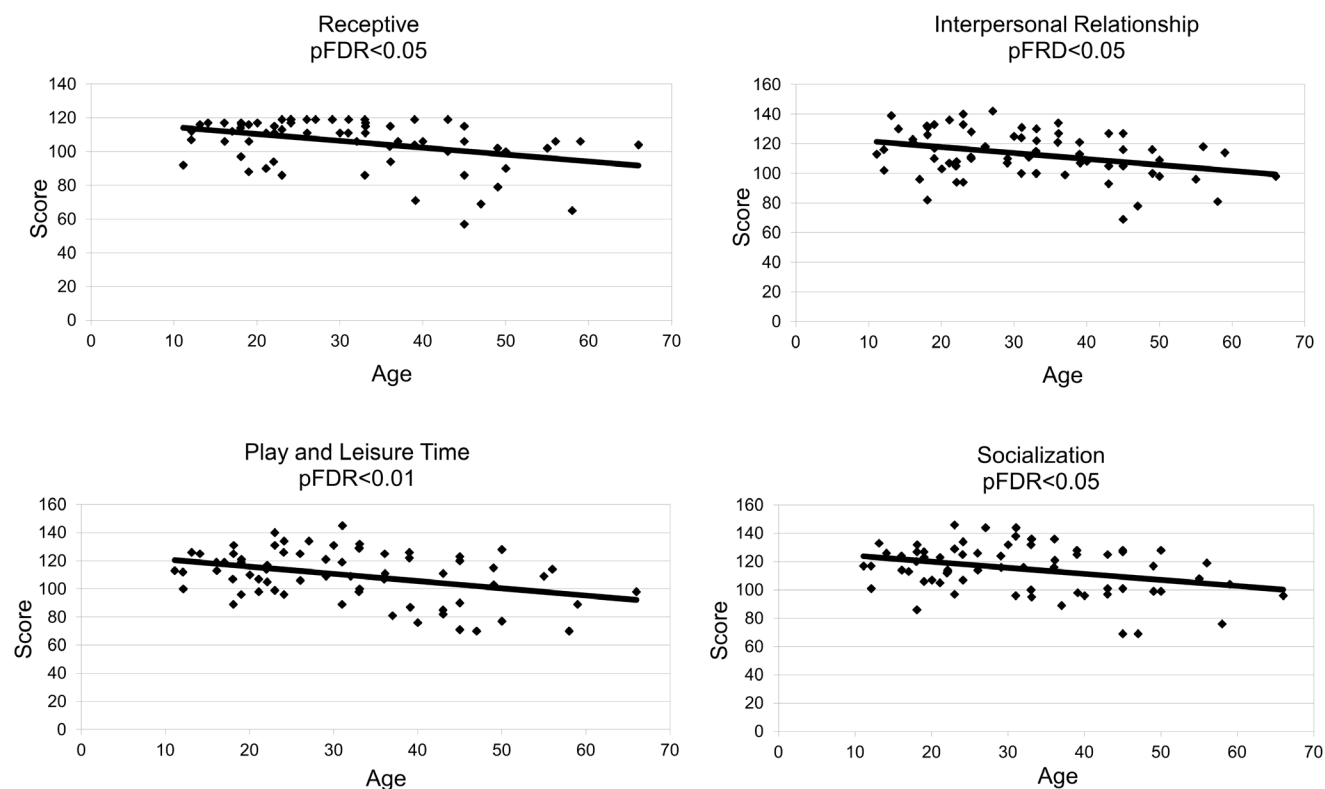 Receptive
pFDR<0.05
140
120
100
80
60
40
20
0
Score
0 10 20 30 40 50 60 70
Age
Interpersonal Relationship
pFRD<0.05
160
140
120
100
80
60
40
20
0
Score
0 10 20 30 40 50 60 70
Age
Play and Leisure Time
pFDR<0.01
160
140
120
100
80
60
40
20
0
Score
0 10 20 30 40 50 60 70
Age
Socialization
pFDR<0.05
160
140
120
100
80
60
40
20
0
Score
0 10 20 30 40 50 60 70
Age